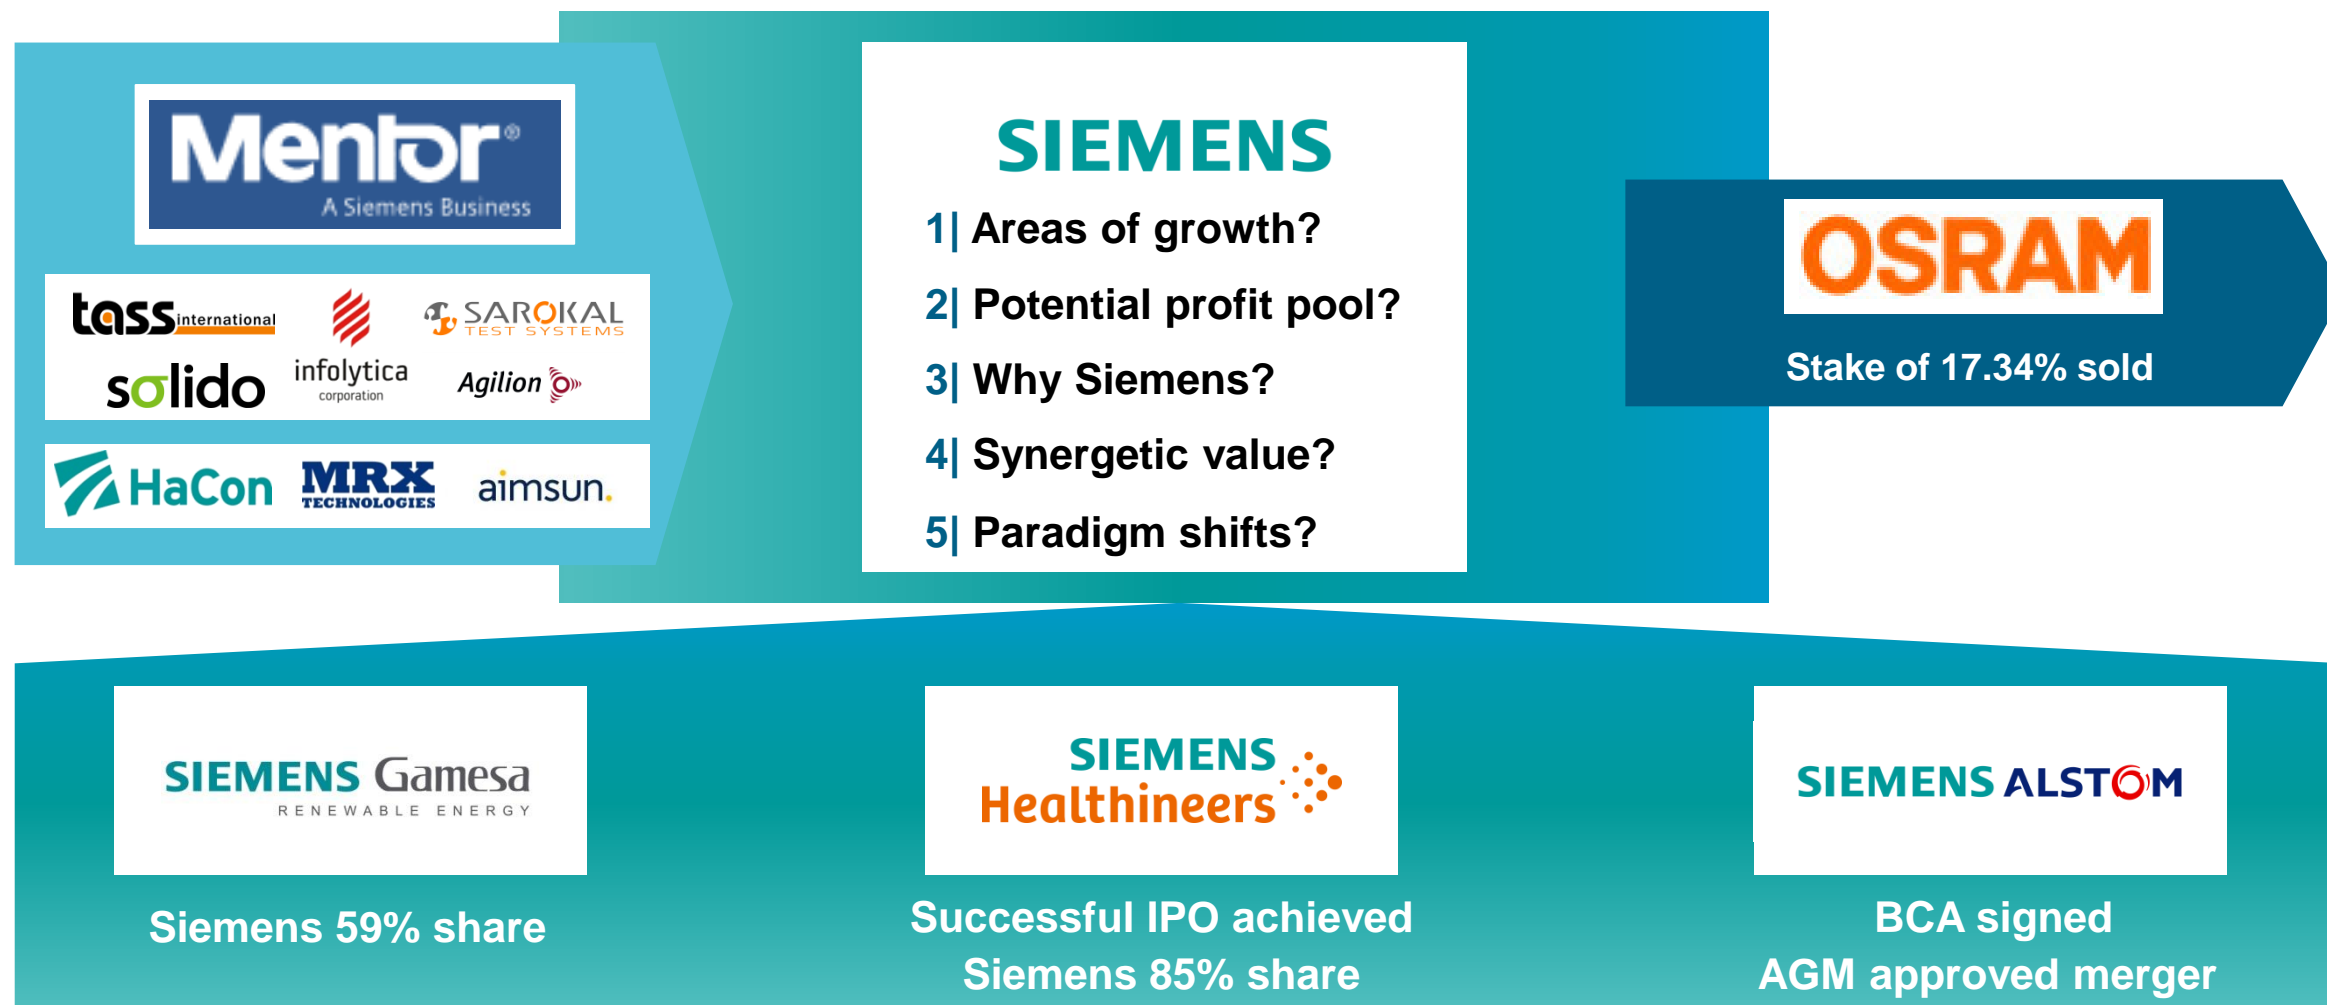 Mentor®
A Siemens Business
tass international
infolytica
corporation
SAROKAL
TEST SYSTEMS
solido
Agilion
HaCon
MRX
TECHNOLOGIES
aimsun.
SIEMENS
1| Areas of growth?
2| Potential profit pool?
3| Why Siemens?
4| Synergetic value?
5| Paradigm shifts?
OSRAM
Stake of 17.34% sold
SIEMENS Gamesa
RENEWABLE ENERGY
Siemens 59% share
SIEMENS
Healthineers
Successful IPO achieved
Siemens 85% share
SIEMENS ALSTOM
BCA signed
AGM approved merger